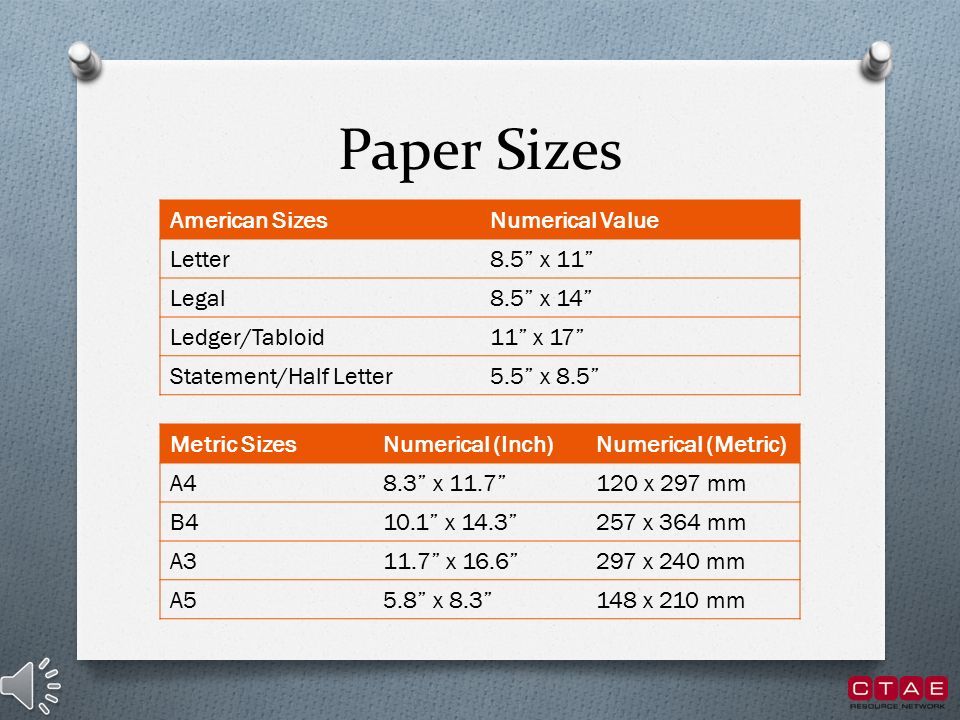 Paper Sizes
American Sizes Numerical Value
Letter 8.5” x 11”
Legal 8.5” x 14”
Ledger/Tabloid 11” x 17”
Statement/Half Letter 5.5” x 8.5”
Metric Sizes Numerical (Inch) Numerical (Metric)
A4 8.3” x 11.7” 120 x 297 mm
B4 10.1” x 14.3” 257 x 364 mm
A3 11.7” x 16.6” 297 x 240 mm
A5 5.8” x 8.3” 148 x 210 mm
CTAE
RESOURCE NETWORK